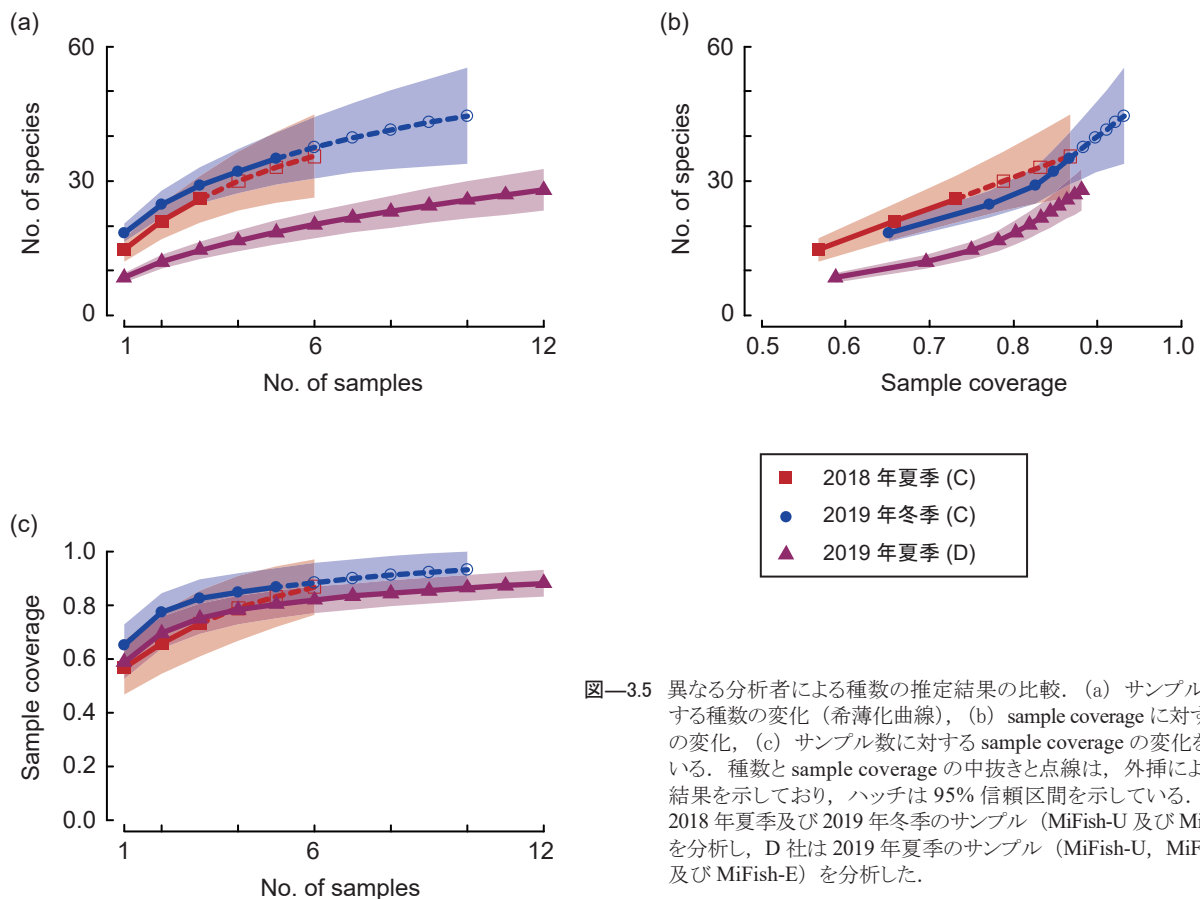 (a)
60
30
0
No. of species
1
6
12
No. of samples
(b)
60
30
0
No. of species
0.5
0.6
0.7
0.8
0.9
1.0
Sample coverage
2018 年夏季 (C)
2019 年冬季 (C)
2019 年夏季 (D)
(c)
1.0
0.8
0.6
0.4
0.2
0.0
Sample coverage
1
6
12
No. of samples
図—3.5 異なる分析者による種数の推定結果の比較．(a) サンプル
する種数の変化（希薄化曲線），(b) sample coverage に対す
の変化，(c) サンプル数に対する sample coverage の変化を
いる．種数と sample coverage の中抜きと点線は，外挿によ
結果を示しており，ハッチは 95% 信頼区間を示している．
2018 年夏季及び 2019 年冬季のサンプル（MiFish-U 及び Mi
を分析し，D 社は 2019 年夏季のサンプル（MiFish-U，MiF
及び MiFish-E）を分析した．